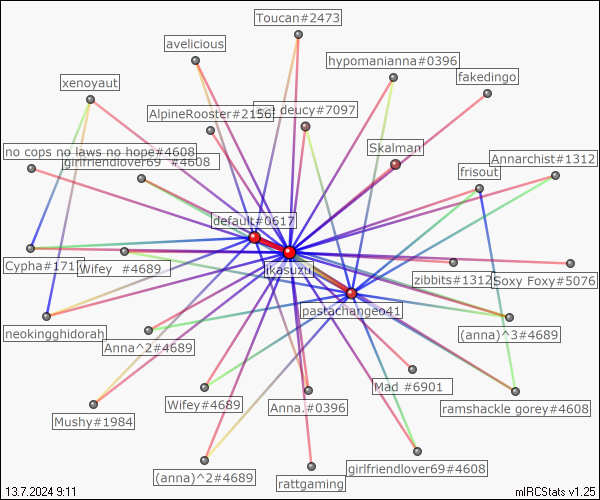 Toucan#2473
avelicious
hypomanianna#0396
fakedingo
xenoyaut
AlpineRooster#2156
deucy#7097
Skalman
no cops no laws no hope#4608
girlfriendlover69 #4608
Annarchist#1312
frisout
default#0617
Cypha#171
Wifey #4689
ikasuzu
zibbits#1312
Soxy Foxy#5076
pastachangeo41
neokingghidorah
Anna^2#4689
(anna)^3#4689
Mad #6901
Wifey#4689
Anna.#0396
ramshackle gorey#4608
Mushy#1984
(anna)^2#4689
rattgaming
girlfriendlover69#4608
13.7.2024 9:11
mIRCStats v1.25